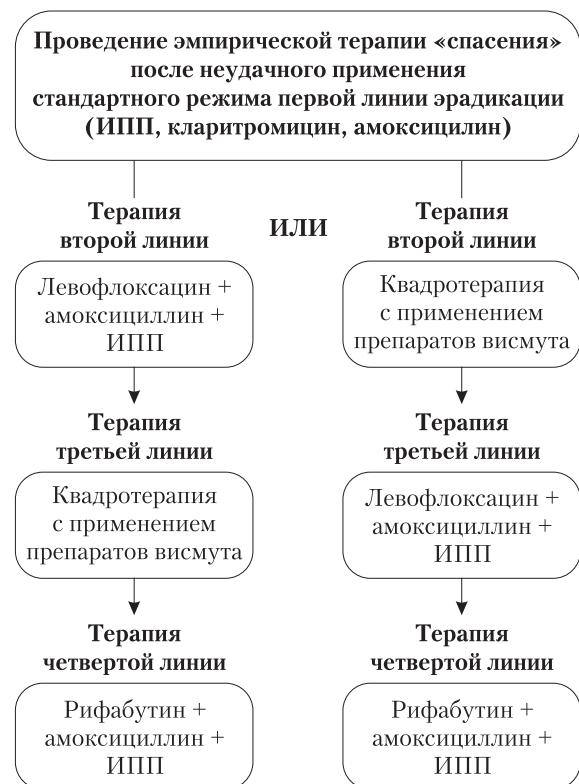 Проведение эмпирической терапии «спасения»
после неудачного применения
стандартного режима первой линии эрадикации
(ИПП, кларитромицин, амоксицилин)
Терапия
второй линии
ИЛИ
Терапия
второй линии
Левофлоксацин +
амоксициллин +
ИПП
Квадротерапия
с применением
препаратов висмута
Терапия
третьей линии
Терапия
третьей линии
Квадротерапия
с применением
препаратов висмута
Левофлоксацин +
амоксициллин +
ИПП
Терапия
четвертой линии
Терапия
четвертой линии
Рифабутин +
амоксициллин +
ИПП
Рифабутин +
амоксициллин +
ИПП